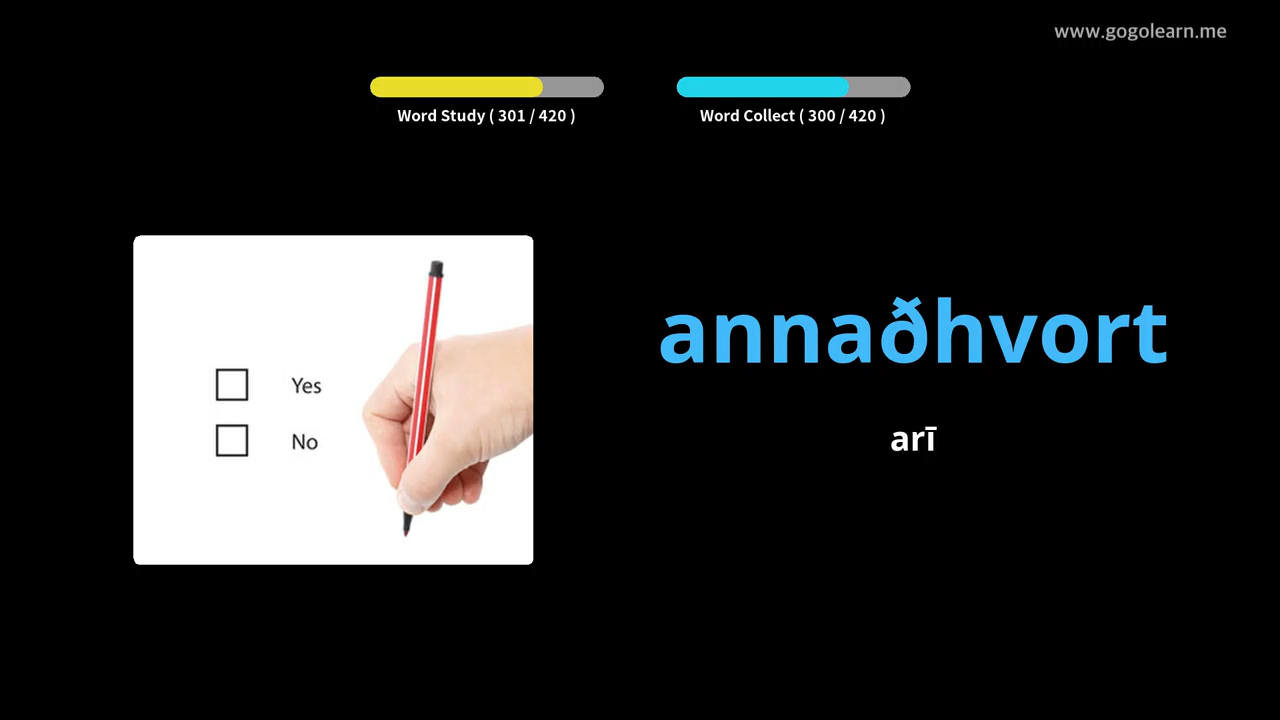 www.gogolearn.me
Word Study ( 301 / 420 )
Word Collect ( 300 / 420 )
Yes
No
annaðhvort
arī